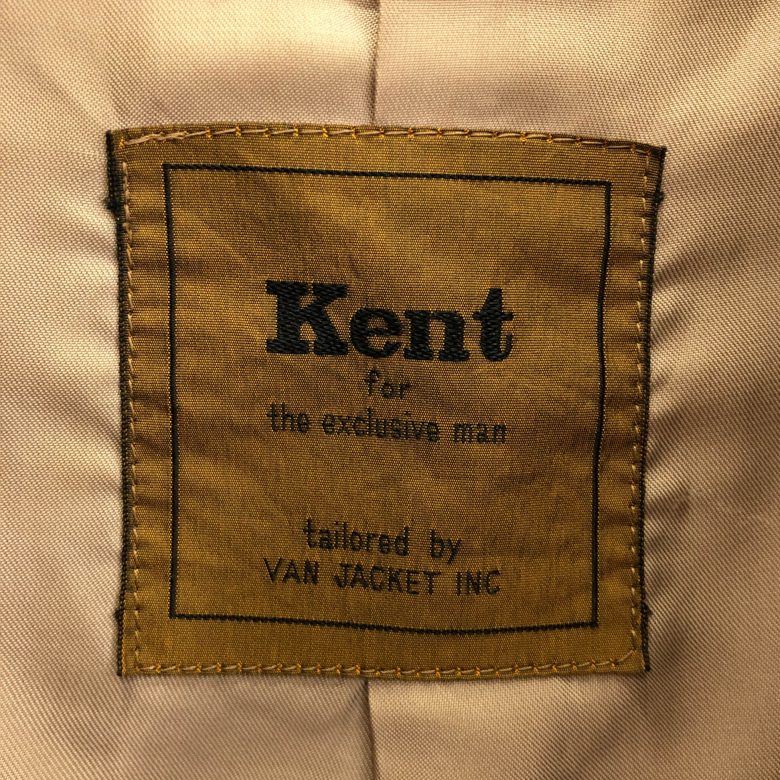 Kent
for
the exclusive man
tailored by
VAN JACKET INC